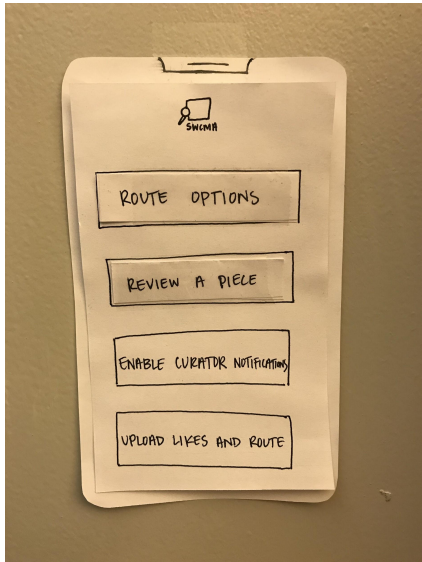 SWCMA
ROUTE OPTIONS
REVIEW A PIECE
ENABLE CURATOR NOTIFICATIONS
UPLOAD LIKES AND ROUTE